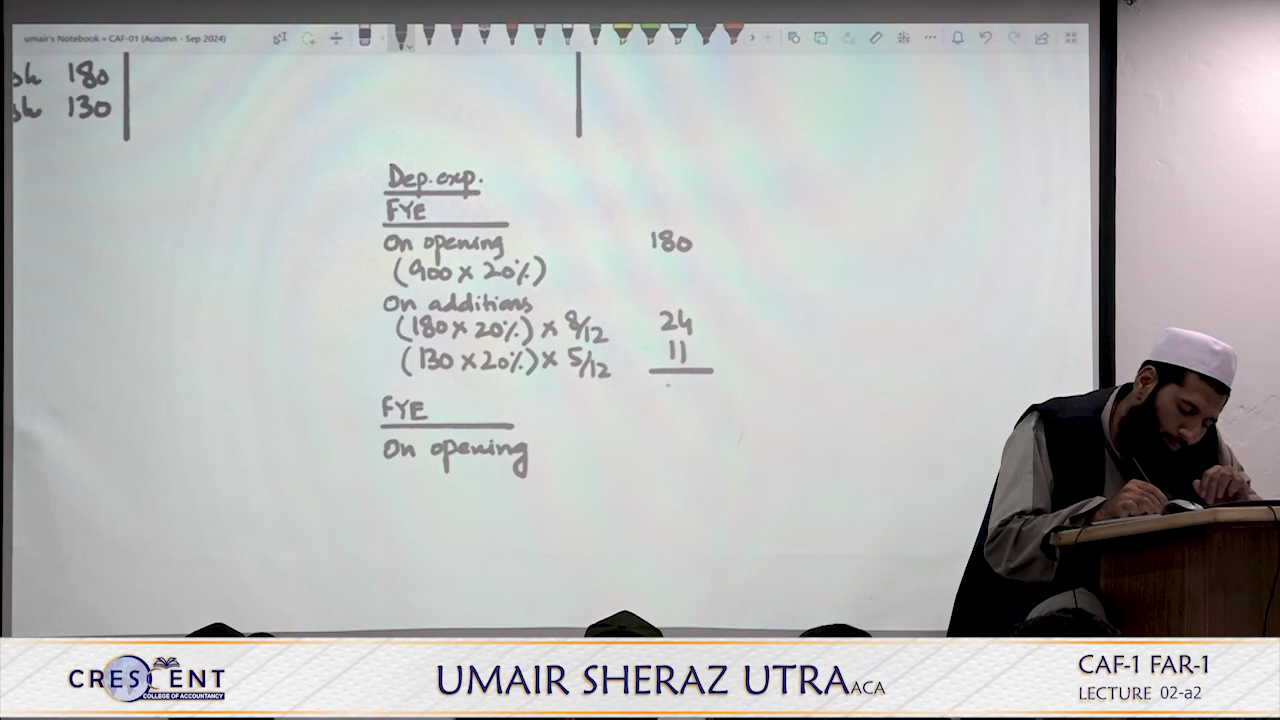 umair's Notebook » CAF-01 (Autumn - Sep 2024)
sh 180
sh 130
Dep. exp.
FYE
On opening 180
(900 x 20%)
On additions
(180 x 20%) x 8/12 24
(130 x 20%) x 5/12 11
FYE
On opening
CRESCENT
COLLEGE OF ACCOUNTANCY
UMAIR SHERAZ UTRA ACA
CAF-1 FAR-1
LECTURE 02-a2